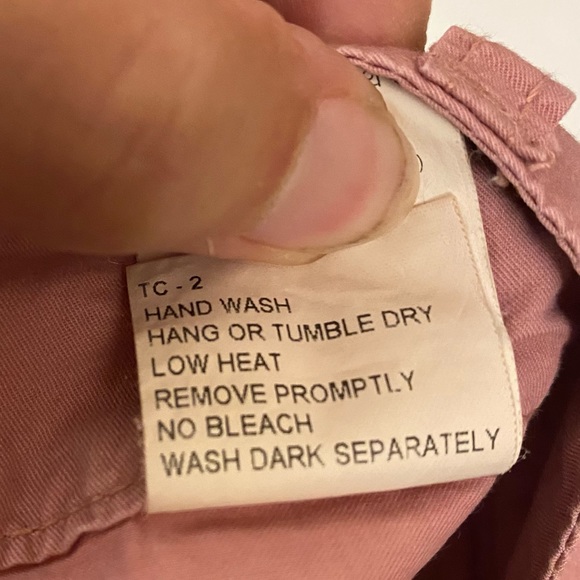 TC - 2
HAND WASH
HANG OR TUMBLE DRY
LOW HEAT
REMOVE PROMPTLY
NO BLEACH
WASH DARK SEPARATELY